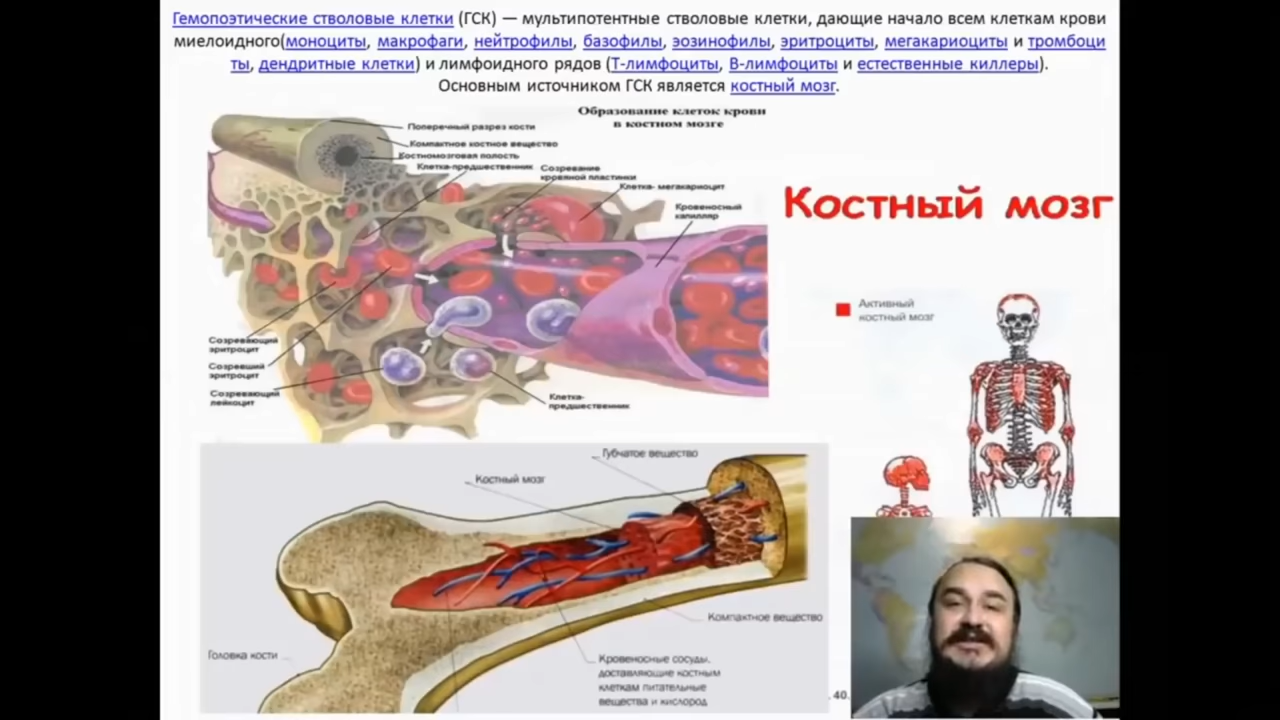 Гемопоэтические стволовые клетки (ГСК) — мультипотентные стволовые клетки, дающие начало всем клеткам крови
миелоидного(моноциты, макрофаги, нейтрофилы, базофилы, эозинофилы, эритроциты, мегакариоциты и тромбоци
ты, дендритные клетки) и лимфоидного рядов (Т-лимфоциты, В-лимфоциты и естественные киллеры).
Основным источником ГСК является костный мозг.
Образование клеток крови
в костном мозге
Поперечный разрез кости
Компактное костное вещество
Костномозговая полость
Клетка-предшественник
Созревание
кровяной пластинки
Клетка- мегакариоцит
Кровеносный
капилляр
Костный мозг
Активный
костный мозг
Созревающий
эритроцит
Созревший
эритроцит
Созревающий
лейкоцит
Клетка-
предшественник
Губчатое вещество
Костный мозг
Компактное вещество
Головка кости
Кровеносные сосуды,
доставляющие костным
клеткам питательные
вещества и кислород
. 40.